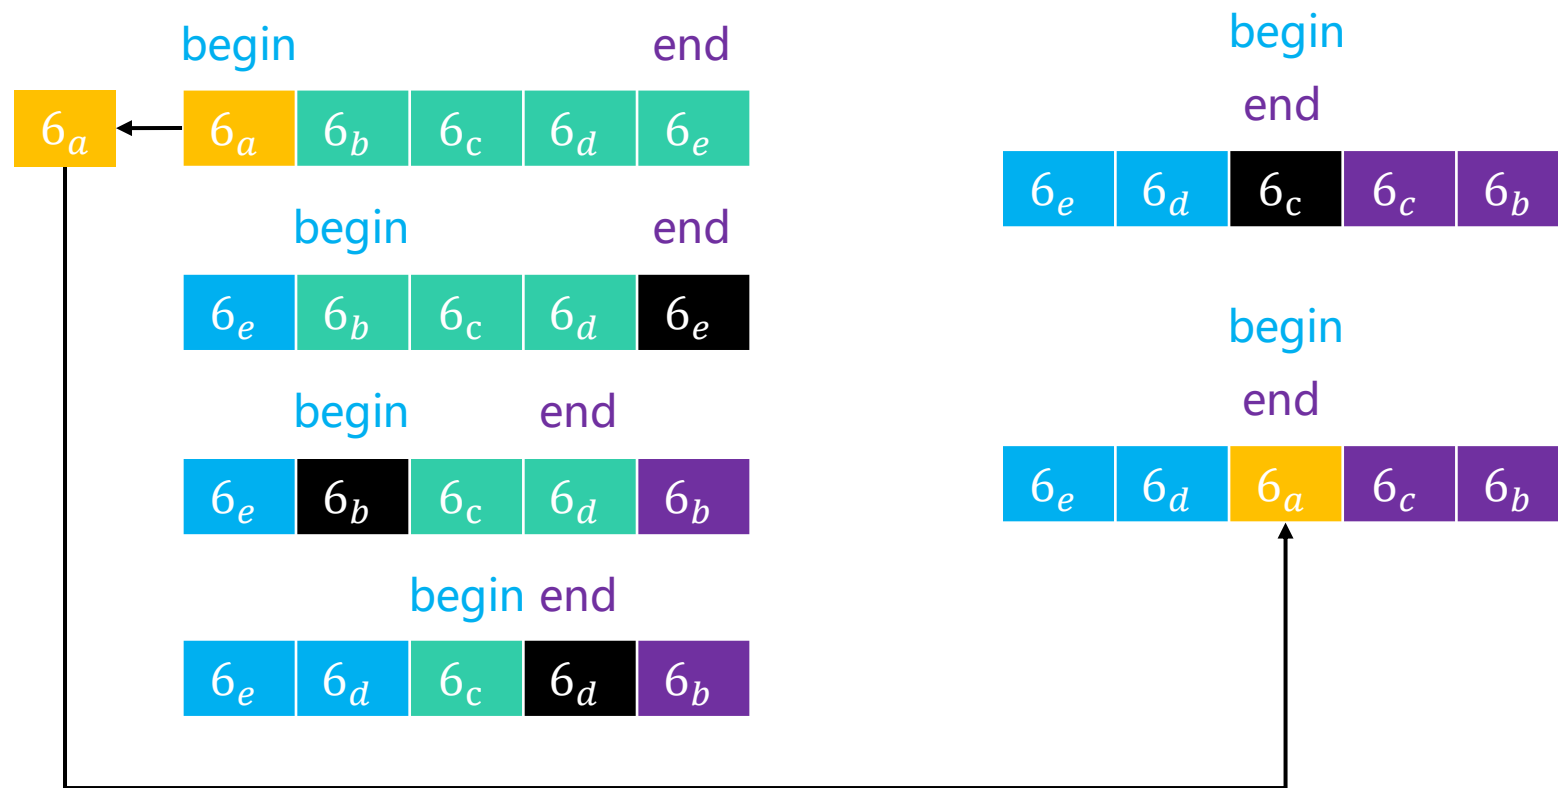 begin end
6a 6a 6b 6c 6d 6e
begin end
6e 6b 6c 6d 6e
begin end
6e 6b 6c 6d 6b
begin end
6e 6d 6c 6d 6b
begin
end
6e 6d 6c 6c 6b
begin
end
6e 6d 6a 6c 6b